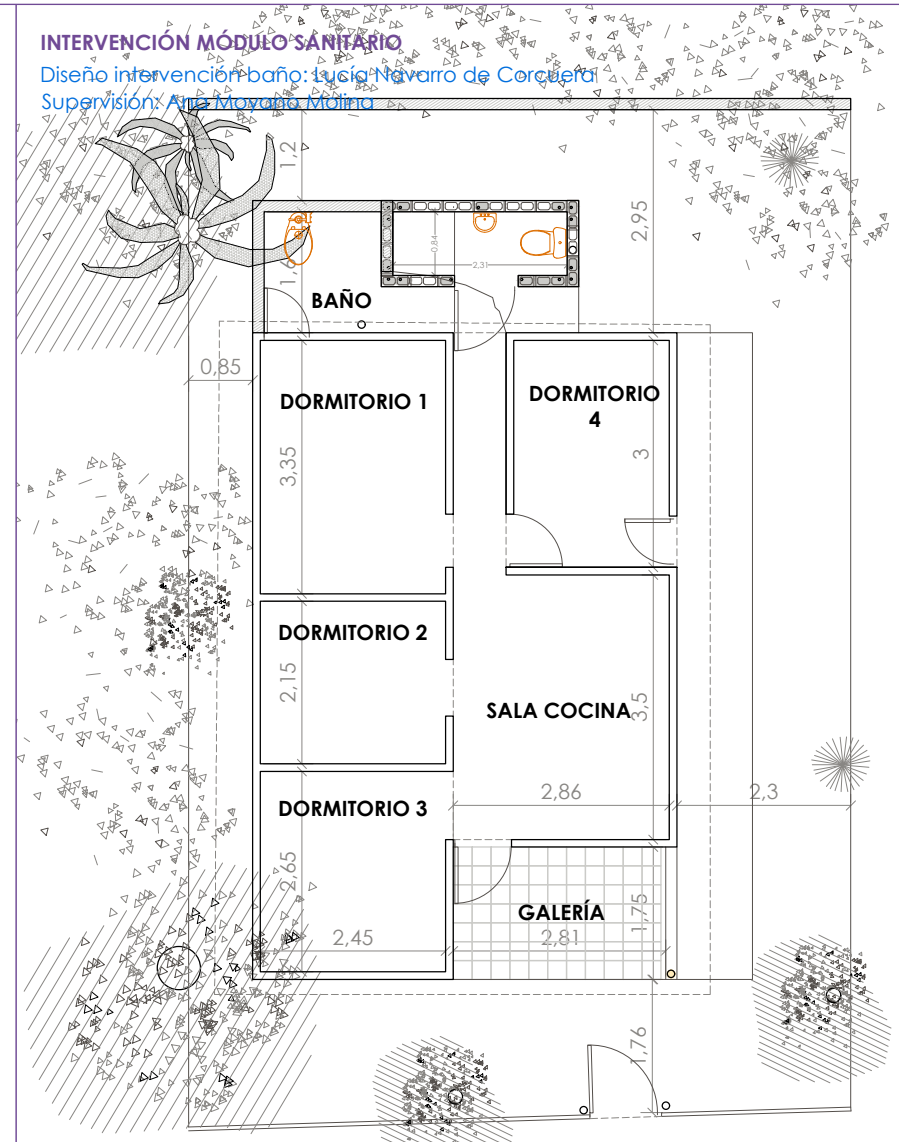 INTERVENCIÓN MÓDULO SANITARIO
Diseño intervención baño: Lucía Navarro de Corcuera
Supervisión: Ana Moyano Molina
1,2
2,95
0,84
2,31
1,6
BAÑO
0,85
DORMITORIO 1
DORMITORIO
4
3,35
3
DORMITORIO 2
2,15
SALA COCINA
3,5
2,86
2,3
DORMITORIO 3
2,65
GALERÍA
1,75
2,45
2,81
1,76